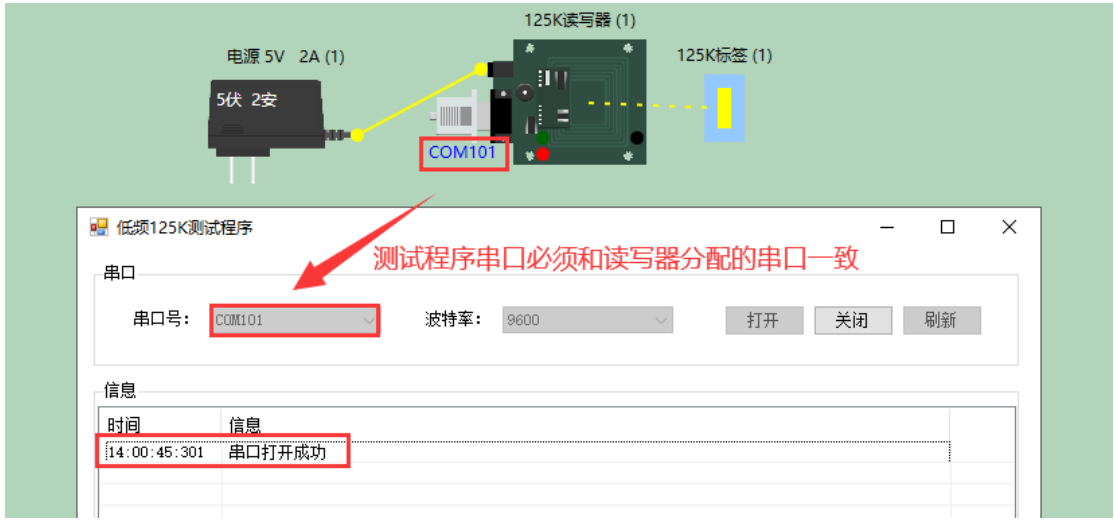 125K读写器 (1)
电源 5V 2A (1)
125K标签 (1)
5伏 2安
COM101
低频125K测试程序
测试程序串口必须和读写器分配的串口一致
串口
串口号： COM101 波特率： 9600 打开 关闭 刷新
信息
时间 信息
14:00:45:301 串口打开成功